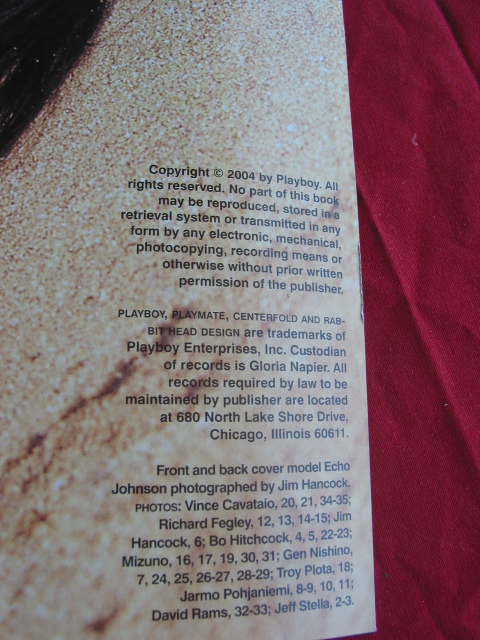 Copyright © 2004 by Playboy. All
rights reserved. No part of this book
may be reproduced, stored in a
retrieval system or transmitted in any
form by any electronic, mechanical,
photocopying, recording means or
otherwise without prior written
permission of the publisher.
PLAYBOY, PLAYMATE, CENTERFOLD AND RAB-
BIT HEAD DESIGN are trademarks of
Playboy Enterprises, Inc. Custodian
of records is Gloria Napier. All
records required by law to be
maintained by publisher are located
at 680 North Lake Shore Drive,
Chicago, Illinois 60611.
Front and back cover model Echo
Johnson photographed by Jim Hancock.
PHOTOS: Vince Cavataio, 20, 21, 34-35;
Richard Fegley, 12, 13, 14-15; Jim
Hancock, 6; Bo Hitchcock, 4, 5, 22-23;
Mizuno, 16, 17, 19, 30, 31; Gen Nishino,
7, 24, 25, 26-27, 28-29; Troy Plota, 18;
Jarmo Pohjaniemi, 8-9, 10, 11;
David Rams, 32-33; Jeff Stella, 2-3.